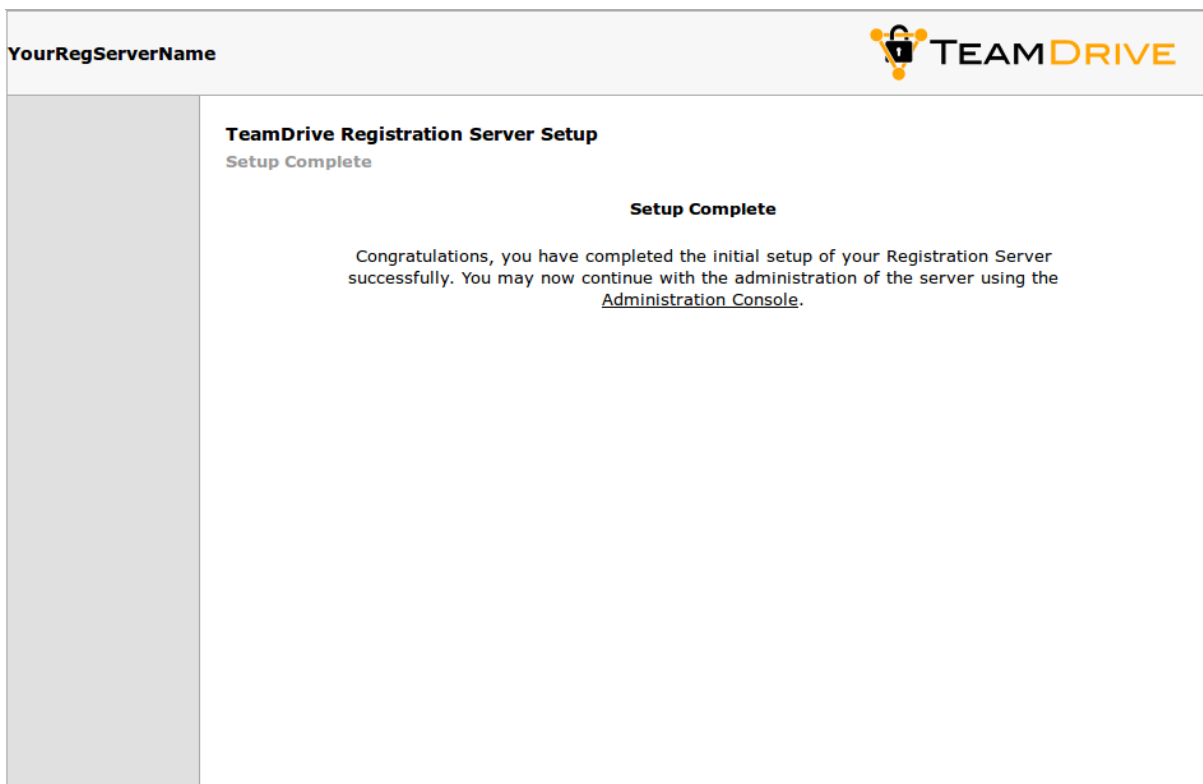 YourRegServerName
TEAMDRIVE
TeamDrive Registration Server Setup
Setup Complete
Setup Complete
Congratulations, you have completed the initial setup of your Registration Server
successfully. You may now continue with the administration of the server using the
Administration Console.